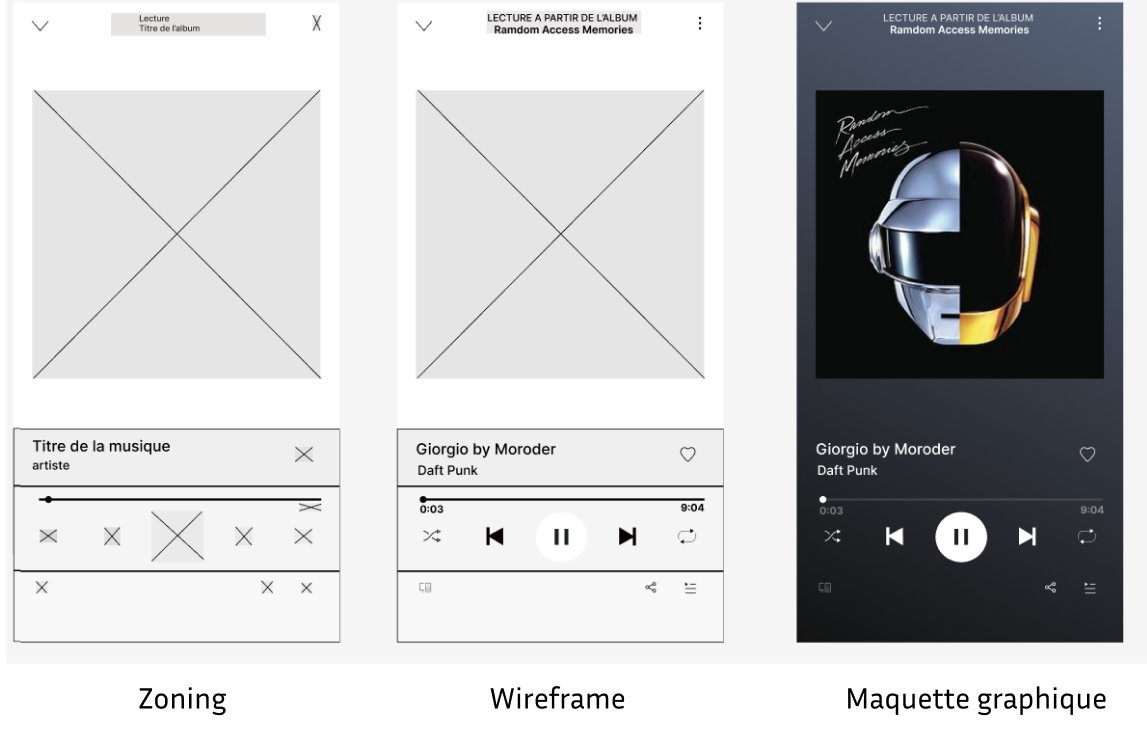 Lecture
Titre de l'album
Titre de la musique
artiste
Zoning
LECTURE A PARTIR DE L'ALBUM
Ramdom Access Memories
Giorgio by Moroder
Daft Punk
0:03
9:04
Wireframe
LECTURE A PARTIR DE L'ALBUM
Ramdom Access Memories
Random
Access
Memories
Giorgio by Moroder
Daft Punk
0:03
9:04
Maquette graphique